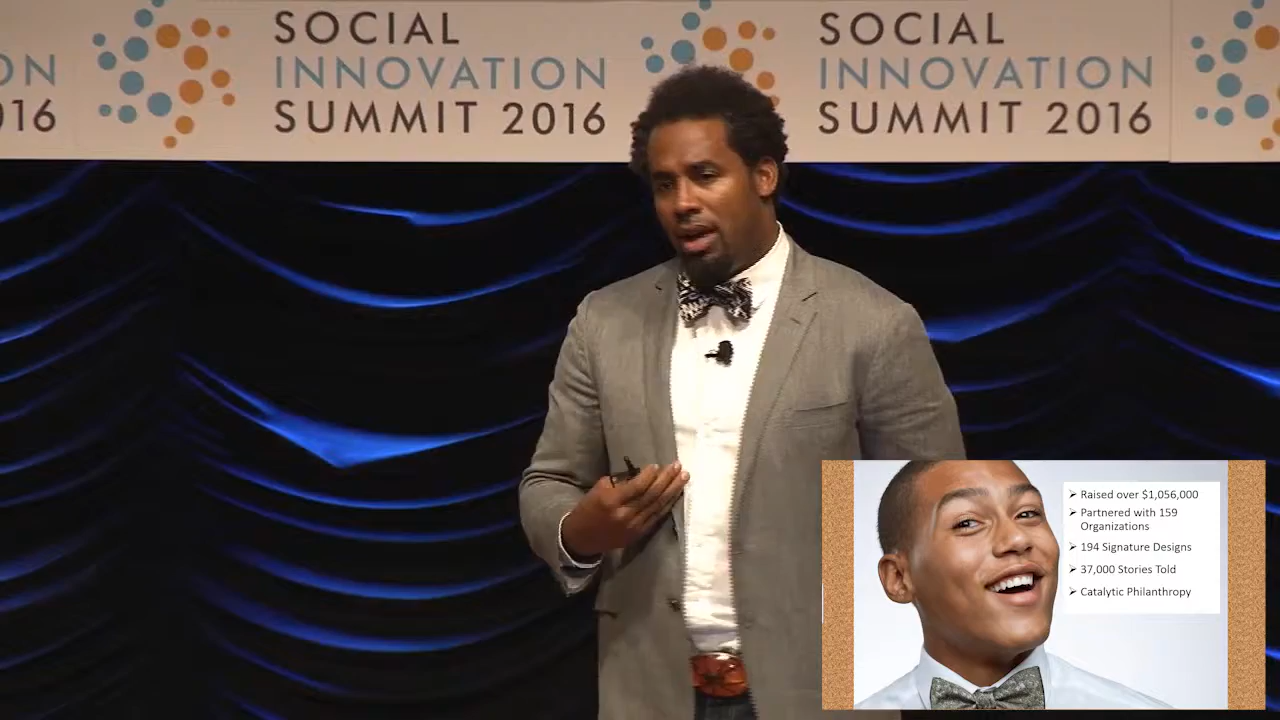 ON
016
SOCIAL
INNOVATION
SUMMIT 2016
SOCIAL
INNOVATION
SUMMIT 2016
➢ Raised over $1,056,000
➢ Partnered with 159
Organizations
➢ 194 Signature Designs
➢ 37,000 Stories Told
➢ Catalytic Philanthropy